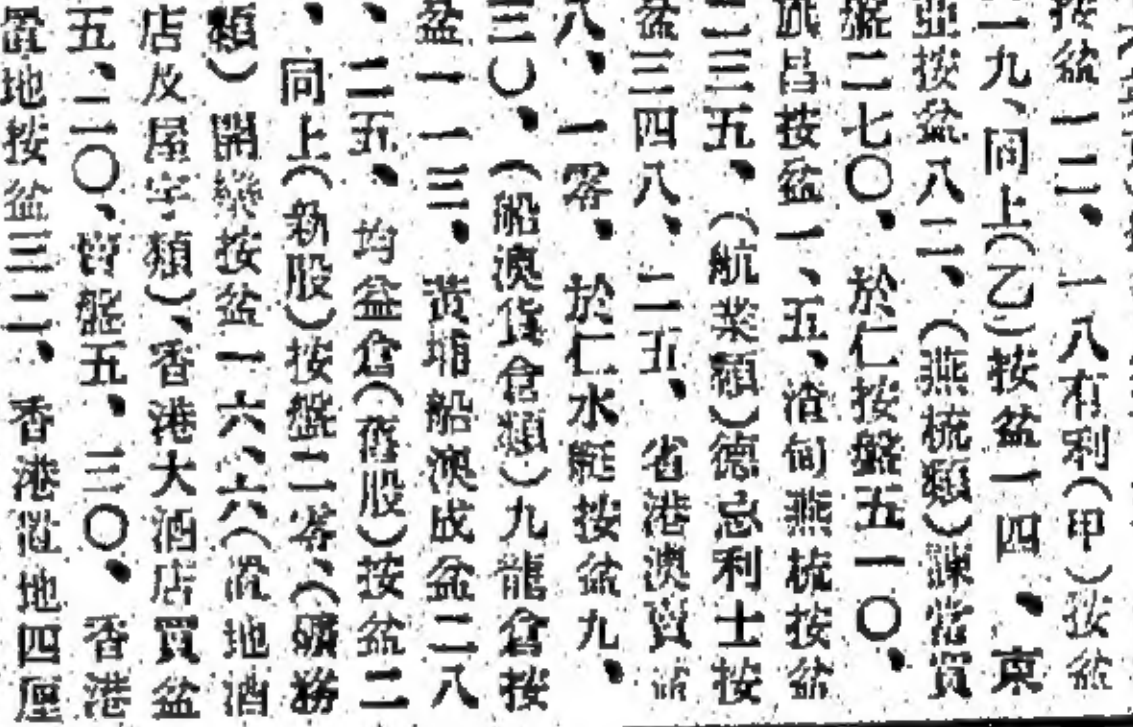 按盆一二、一八有利(甲)按盆
二九、同上(乙)按盆一四、東
亞按盆八二、(燕梳類)諫當買
盤二七〇、於仁按盤五一〇、
昌按盆一、五、渣甸燕梳按盆
二三五、(航業類)德忌利士按
盆三四八、二五、省港澳賣盆
八、一零、於仁水艇按盆九、
三〇、(船澳貨倉類)九龍倉按
盆一一三、黃埔船澳成盆二八
、二五、均益倉(舊股)按盆二
、同上(新股)按盤二零、(礦務
類)開灤按盆一六、六(置地酒
店及屋宇類)、香港大酒店買盆
五、二〇、賣盤五、三〇、香港
置地按盆三二、香港置地四厘